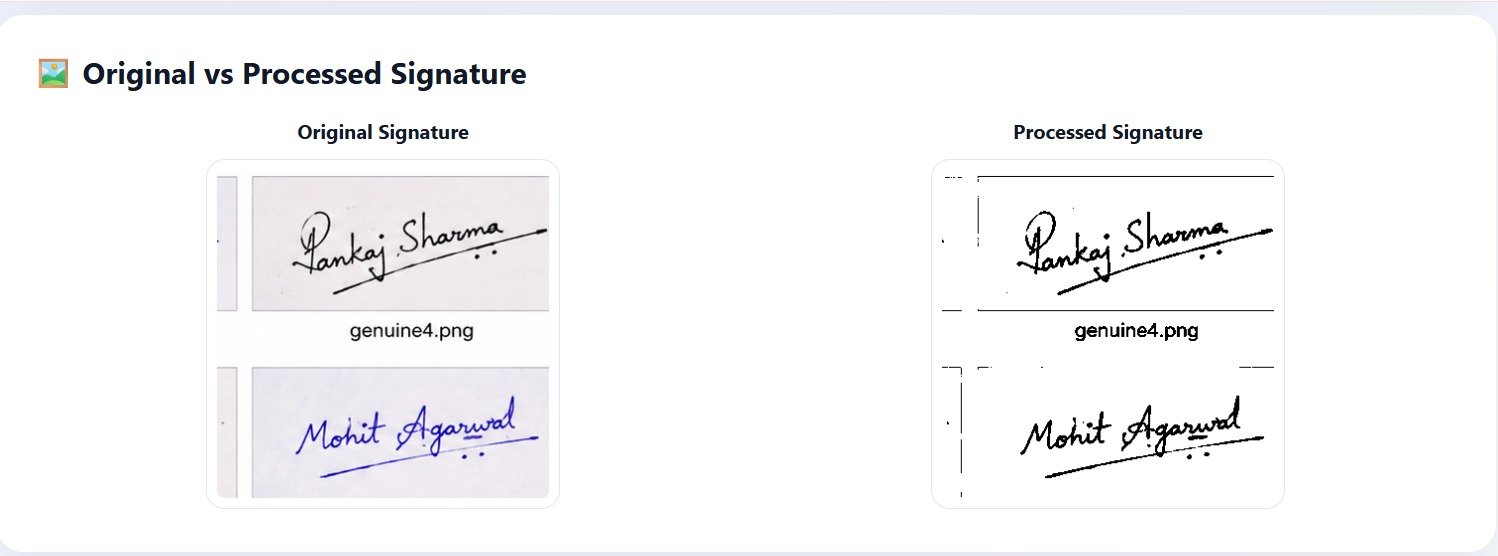 Original vs Processed Signature
Original Signature
Processed Signature
Pankaj Sharma
genuine4.png
Mohit Agarwal
Pankaj Sharma
genuine4.png
Mohit Agarwal